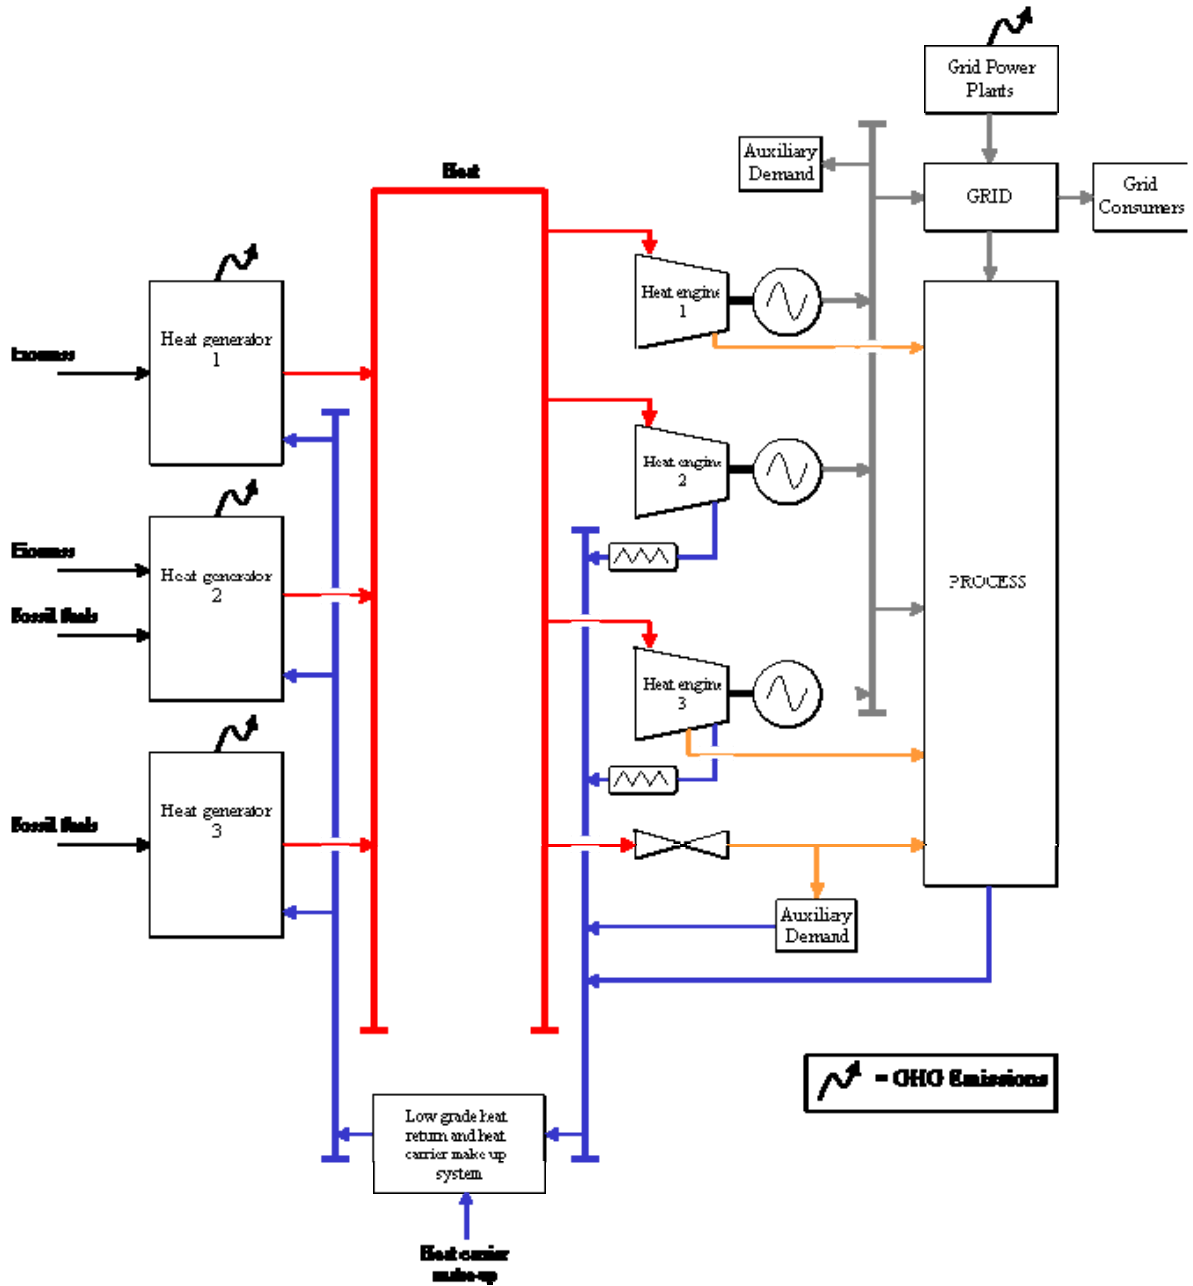 Grid Power
Plants
Auxiliary
Demand
GRID
Grid
Consumers
Heat
Heat engine
1
Heat generator
1
Biomass
Heat engine
2
Biomass
Heat generator
2
Fossil fuels
PROCESS
Heat engine
3
Heat generator
3
Fossil fuels
Auxiliary
Demand
= GHG Emissions
Low grade heat
return and heat
carrier make up
system
Heat carrier
make-up